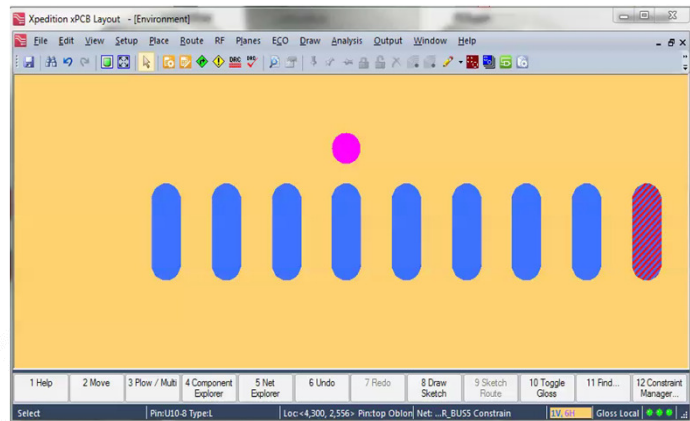 Xpedition xPCB Layout - [Environment]
File Edit View Setup Place Route RF Planes ECO Draw Analysis Output Window Help
DRC
1 Help 2 Move 3 Plow / Multi 4 Component Explorer 5 Net Explorer 6 Undo 7 Redo 8 Draw Sketch 9 Sketch Route 10 Toggle Gloss 11 Find... 12 Constraint Manager...
Select Pin:U10-8 Type:L Loc:<4,300, 2,556> Pin:top Oblon Net: ...R_BUS5 Constrain 1V, 6H Gloss Local